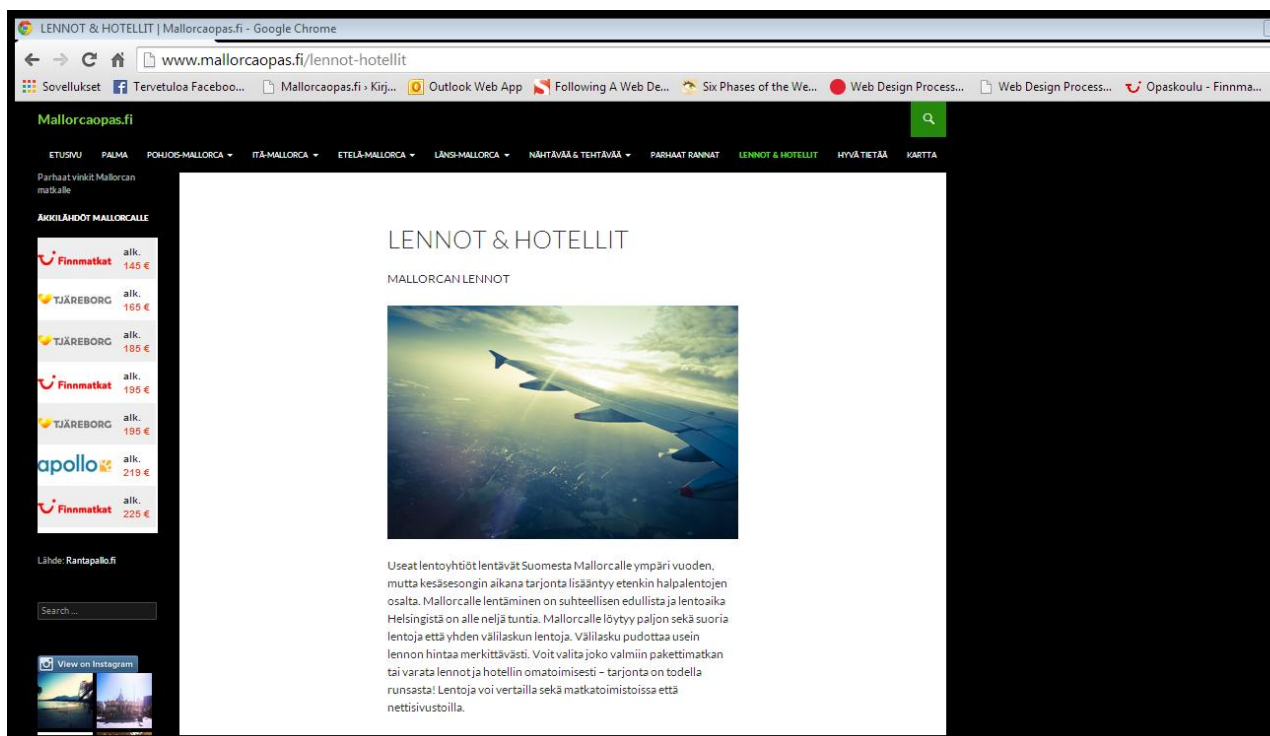 LENNOT & HOTELLIT | Mallorcaopas.fi - Google Chrome
www.mallorcaopas.fi/lennot-hotellit
Sovellukset Tervetuloa Faceboo... Mallorcaopas.fi › Kirj... Outlook Web App Following A Web De... Six Phases of the We... Web Design Process... Web Design Process... Opaskoulu - Finnma...
Mallorcaopas.fi
ETUSIVU PALMA POHJOIS-MALLORCA ITÄ-MALLORCA ETELÄ-MALLORCA LÄNSI-MALLORCA NÄHTÄVÄÄ & TEHTÄVÄÄ PARHAAT RANNAT LENNOT & HOTELLIT HYVÄ TIETÄÄ KARTTA
Parhaat vinkit Mallorcan
matkalle
ÄKKILÄHDÖT MALLORCALLE
Finnmatkat alk.
145 €
TJÄREBORG alk.
165 €
TJÄREBORG alk.
185 €
Finnmatkat alk.
195 €
TJÄREBORG alk.
195 €
apollo alk.
219 €
Finnmatkat alk.
225 €
Lähde: Rantapallo.fi
Search ...
View on Instagram
LENNOT & HOTELLIT
MALLORCAN LENNOT
Useat lentoyhtiöt lentävät Suomesta Mallorcalle ympäri vuoden,
mutta kesäsesongin aikana tarjonta lisääntyy etenkin halpalentojen
osalta. Mallorcalle lentäminen on suhteellisen edullista ja lentoaika
Helsingistä on alle neljä tuntia. Mallorcalle löytyy paljon sekä suoria
lentoja että yhden välilaskun lentoja. Välilasku pudottaa usein
lennon hintaa merkittävästi. Voit valita joko valmiin pakettimatkan
tai varata lennot ja hotellin omatoimisesti – tarjonta on todella
runsasta! Lentoja voi vertailla sekä matkatoimistoissa että
nettisivustoilla.